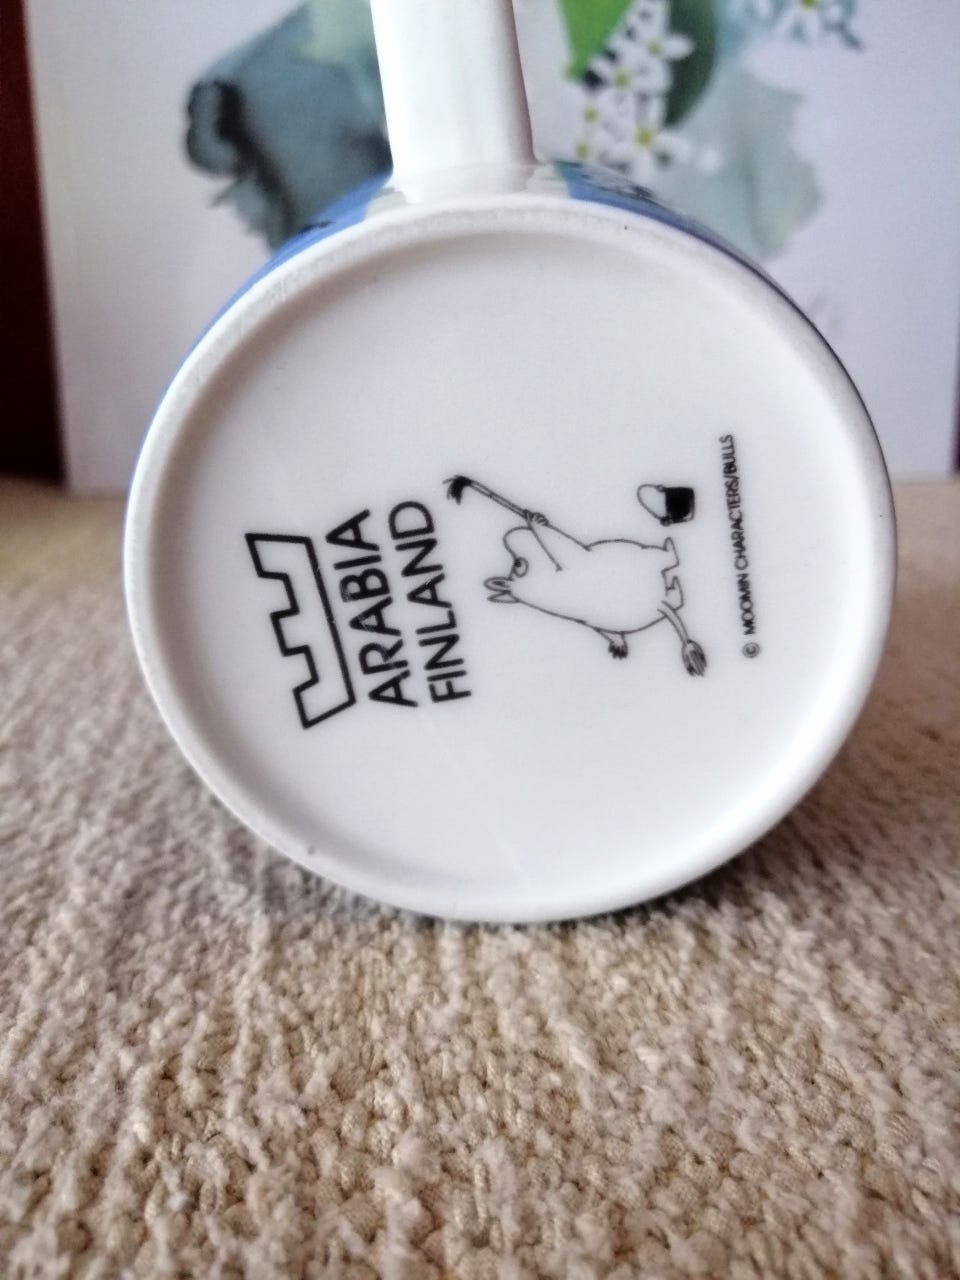 ARABIA
FINLAND
© MOOMIN CHARACTERS/BULLS